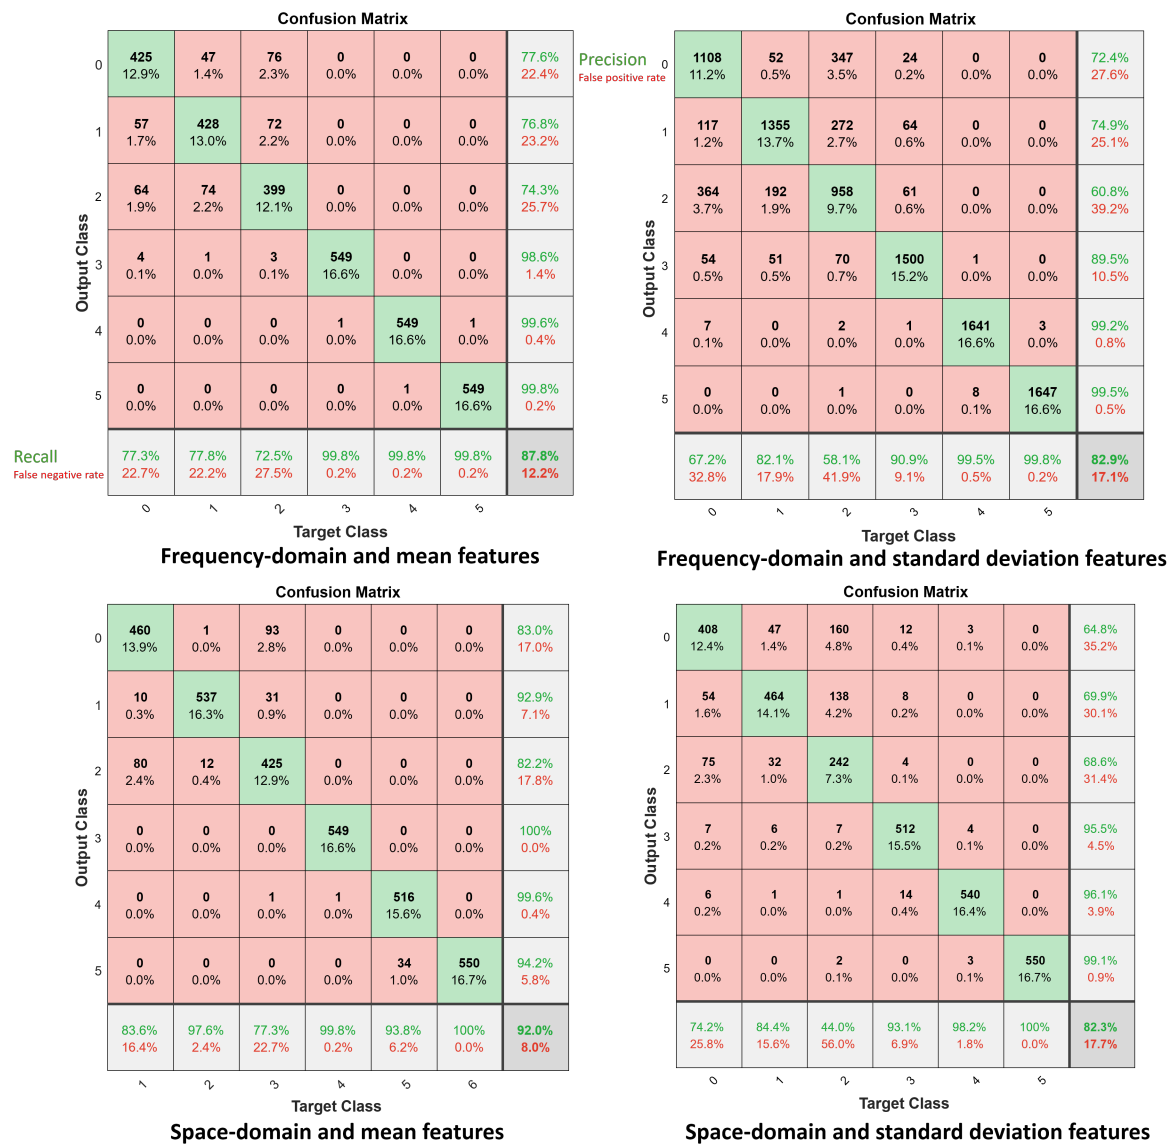 Confusion Matrix
0
425 47 76 0 0 0 77.6%
12.9% 1.4% 2.3% 0.0% 0.0% 0.0% 22.4%
1
57 428 72 0 0 0 76.8%
1.7% 13.0% 2.2% 0.0% 0.0% 0.0% 23.2%
2
64 74 399 0 0 0 74.3%
1.9% 2.2% 12.1% 0.0% 0.0% 0.0% 25.7%
3
4 1 3 549 0 0 98.6%
0.1% 0.0% 0.1% 16.6% 0.0% 0.0% 1.4%
4
0 0 0 1 549 1 99.6%
0.0% 0.0% 0.0% 0.0% 16.6% 0.0% 0.4%
5
0 0 0 0 1 549 99.8%
0.0% 0.0% 0.0% 0.0% 0.0% 16.6% 0.2%
Output Class
Recall
False negative rate
77.3% 77.8% 72.5% 99.8% 99.8% 99.8% 87.8%
22.7% 22.2% 27.5% 0.2% 0.2% 0.2% 12.2%
0 1 2 3 4 5
Target Class
Frequency-domain and mean features
Confusion Matrix
Precision
False positive rate
0
1108 52 347 24 0 0 72.4%
11.2% 0.5% 3.5% 0.2% 0.0% 0.0% 27.6%
1
117 1355 272 64 0 0 74.9%
1.2% 13.7% 2.7% 0.6% 0.0% 0.0% 25.1%
2
364 192 958 61 0 0 60.8%
3.7% 1.9% 9.7% 0.6% 0.0% 0.0% 39.2%
3
54 51 70 1500 1 0 89.5%
0.5% 0.5% 0.7% 15.2% 0.0% 0.0% 10.5%
4
7 0 2 1 1641 3 99.2%
0.1% 0.0% 0.0% 0.0% 16.6% 0.0% 0.8%
5
0 0 1 0 8 1647 99.5%
0.0% 0.0% 0.0% 0.0% 0.1% 16.6% 0.5%
Output Class
67.2% 82.1% 58.1% 90.9% 99.5% 99.8% 82.9%
32.8% 17.9% 41.9% 9.1% 0.5% 0.2% 17.1%
0 1 2 3 4 5
Target Class
Frequency-domain and standard deviation features
Confusion Matrix
0
460 1 93 0 0 0 83.0%
13.9% 0.0% 2.8% 0.0% 0.0% 0.0% 17.0%
1
10 537 31 0 0 0 92.9%
0.3% 16.3% 0.9% 0.0% 0.0% 0.0% 7.1%
2
80 12 425 0 0 0 82.2%
2.4% 0.4% 12.9% 0.0% 0.0% 0.0% 17.8%
3
0 0 0 549 0 0 100%
0.0% 0.0% 0.0% 16.6% 0.0% 0.0% 0.0%
4
0 0 1 1 516 0 99.6%
0.0% 0.0% 0.0% 0.0% 15.6% 0.0% 0.4%
5
0 0 0 0 34 550 94.2%
0.0% 0.0% 0.0% 0.0% 1.0% 16.7% 5.8%
Output Class
83.6% 97.6% 77.3% 99.8% 93.8% 100% 92.0%
16.4% 2.4% 22.7% 0.2% 6.2% 0.0% 8.0%
1 2 3 4 5 6
Target Class
Space-domain and mean features
Confusion Matrix
0
408 47 160 12 3 0 64.8%
12.4% 1.4% 4.8% 0.4% 0.1% 0.0% 35.2%
1
54 464 138 8 0 0 69.9%
1.6% 14.1% 4.2% 0.2% 0.0% 0.0% 30.1%
2
75 32 242 4 0 0 68.6%
2.3% 1.0% 7.3% 0.1% 0.0% 0.0% 31.4%
3
7 6 7 512 4 0 95.5%
0.2% 0.2% 0.2% 15.5% 0.1% 0.0% 4.5%
4
6 1 1 14 540 0 96.1%
0.2% 0.0% 0.0% 0.4% 16.4% 0.0% 3.9%
5
0 0 2 0 3 550 99.1%
0.0% 0.0% 0.1% 0.0% 0.1% 16.7% 0.9%
Output Class
74.2% 84.4% 44.0% 93.1% 98.2% 100% 82.3%
25.8% 15.6% 56.0% 6.9% 1.8% 0.0% 17.7%
0 1 2 3 4 5
Target Class
Space-domain and standard deviation features